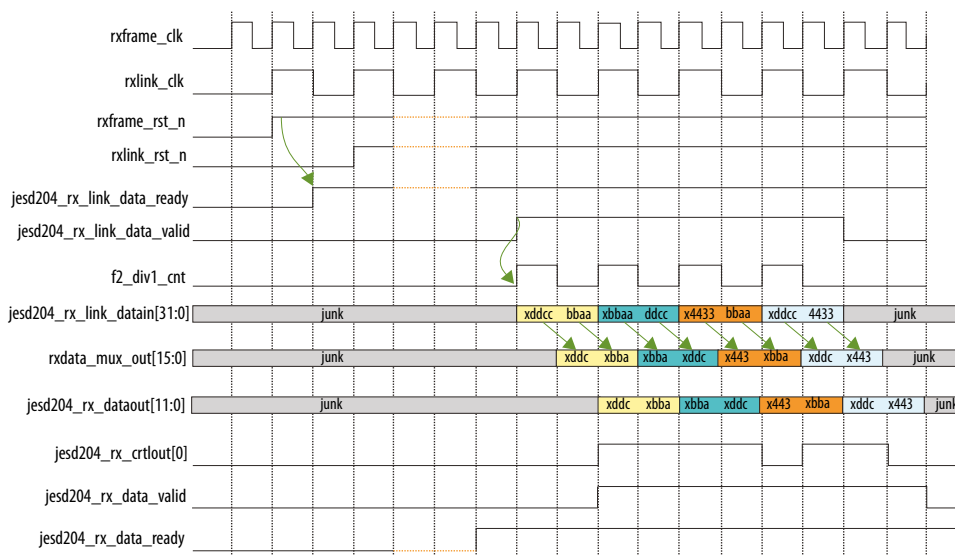 rxframe_clk
rxlink_clk
rxframe_rst_n
rxlink_rst_n
jesd204_rx_link_data_ready
jesd204_rx_link_data_valid
f2_div1_cnt
jesd204_rx_link_datain[31:0] junk xddcc bbaa xbbaa ddcc x4433 bbaa xddcc 4433 junk
rxdata_mux_out[15:0] junk xddc xbba xbba xddc x443 xbba xddc x443 junk
jesd204_rx_dataout[11:0] junk xddc xbba xbba xddc x443 xbba xddc x443 junk
jesd204_rx_crtlout[0]
jesd204_rx_data_valid
jesd204_rx_data_ready